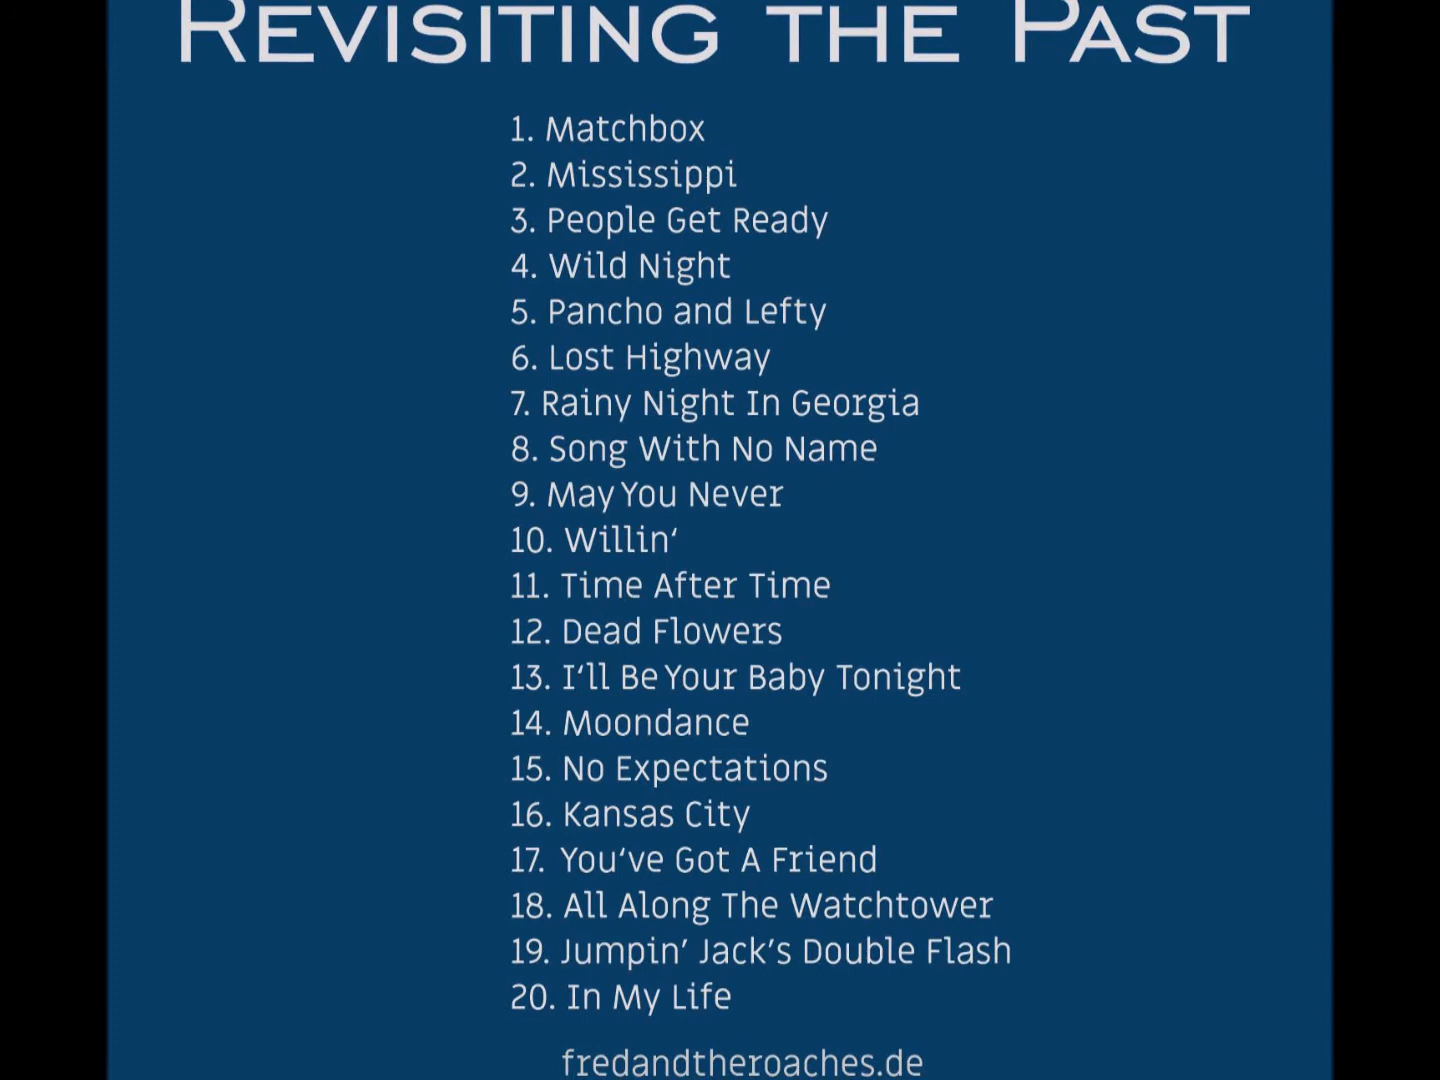 REVISITING THE PAST
1. Matchbox
2. Mississippi
3. People Get Ready
4. Wild Night
5. Pancho and Lefty
6. Lost Highway
7. Rainy Night In Georgia
8. Song With No Name
9. May You Never
10. Willin‘
11. Time After Time
12. Dead Flowers
13. I‘ll Be Your Baby Tonight
14. Moondance
15. No Expectations
16. Kansas City
17. You‘ve Got A Friend
18. All Along The Watchtower
19. Jumpin’ Jack’s Double Flash
20. In My Life
fredandtheroaches.de